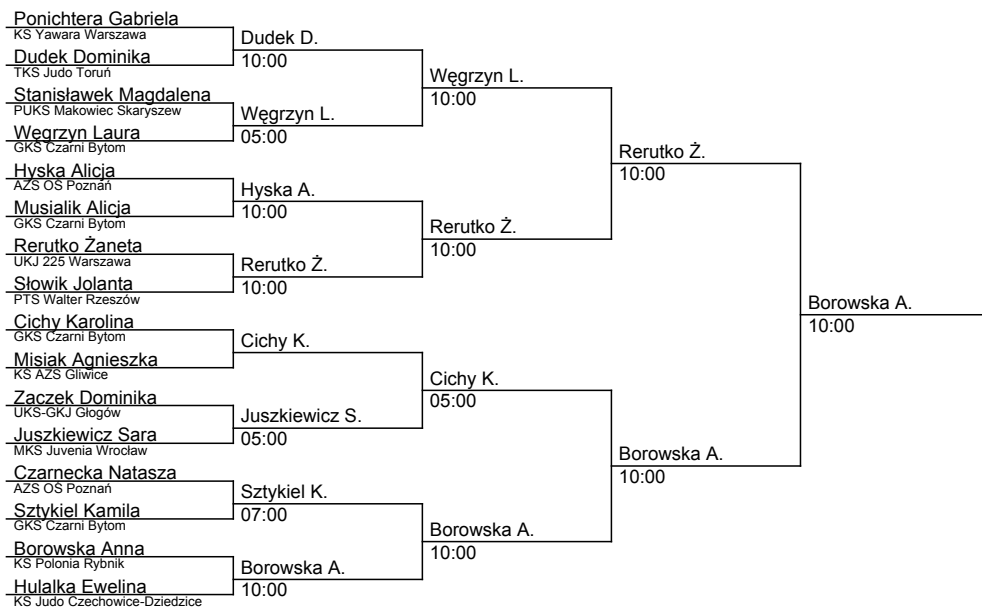 Ponichtera Gabriela
KS Yawara Warszawa
Dudek Dominika
TKS Judo Toruń
Stanisławek Magdalena
PUKS Makowiec Skaryszew
Węgrzyn Laura
GKS Czarni Bytom
Hyska Alicja
AZS OŚ Poznań
Musialik Alicja
GKS Czarni Bytom
Rerutko Żaneta
UKJ 225 Warszawa
Słowik Jolanta
PTS Walter Rzeszów
Cichy Karolina
GKS Czarni Bytom
Misiak Agnieszka
KS AZS Gliwice
Zaczek Dominika
UKS-GKJ Głogów
Juszkiewicz Sara
MKS Juvenia Wrocław
Czarnecka Natasza
AZS OŚ Poznań
Sztykiel Kamila
GKS Czarni Bytom
Borowska Anna
KS Polonia Rybnik
Hulalka Ewelina
KS Judo Czechowice-Dziedzice
Dudek D.
10:00
Węgrzyn L.
05:00
Hyska A.
10:00
Rerutko Ż.
10:00
Cichy K.
Juszkiewicz S.
05:00
Sztykiel K.
07:00
Borowska A.
10:00
Węgrzyn L.
10:00
Rerutko Ż.
10:00
Cichy K.
05:00
Borowska A.
10:00
Rerutko Ż.
10:00
Borowska A.
10:00
Borowska A.
10:00